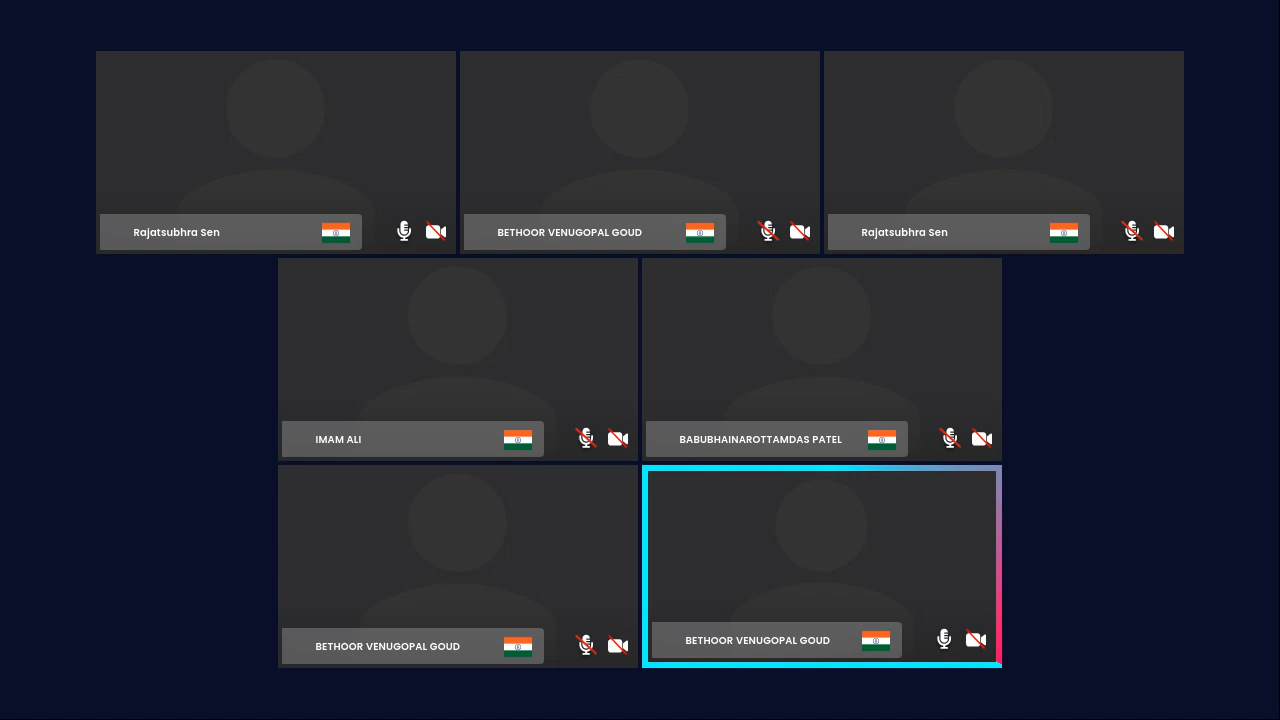 Rajatsubhra Sen
BETHOOR VENUGOPAL GOUD
Rajatsubhra Sen
IMAM ALI
BABUBHAINAROTTAMDAS PATEL
BETHOOR VENUGOPAL GOUD
BETHOOR VENUGOPAL GOUD